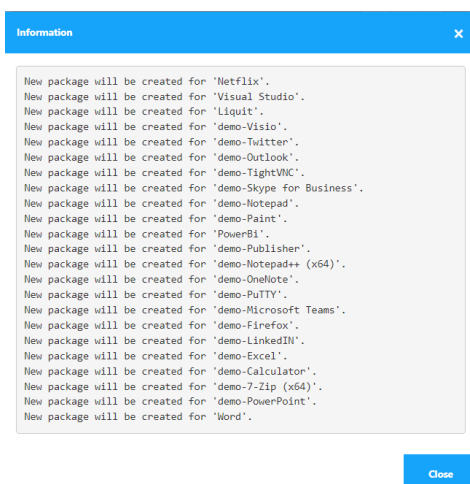 Information
×
New package will be created for 'Netflix'.
New package will be created for 'Visual Studio'.
New package will be created for 'Liquit'.
New package will be created for 'demo-Visio'.
New package will be created for 'demo-Twitter'.
New package will be created for 'demo-Outlook'.
New package will be created for 'demo-TightVNC'.
New package will be created for 'demo-Skype for Business'.
New package will be created for 'demo-Notepad'.
New package will be created for 'demo-Paint'.
New package will be created for 'PowerBi'.
New package will be created for 'demo-Publisher'.
New package will be created for 'demo-Notepad++ (x64)'.
New package will be created for 'demo-OneNote'.
New package will be created for 'demo-PuTTY'.
New package will be created for 'demo-Microsoft Teams'.
New package will be created for 'demo-Firefox'.
New package will be created for 'demo-LinkedIN'.
New package will be created for 'demo-Excel'.
New package will be created for 'demo-Calculator'.
New package will be created for 'demo-7-Zip (x64)'.
New package will be created for 'demo-PowerPoint'.
New package will be created for 'Word'.
Close